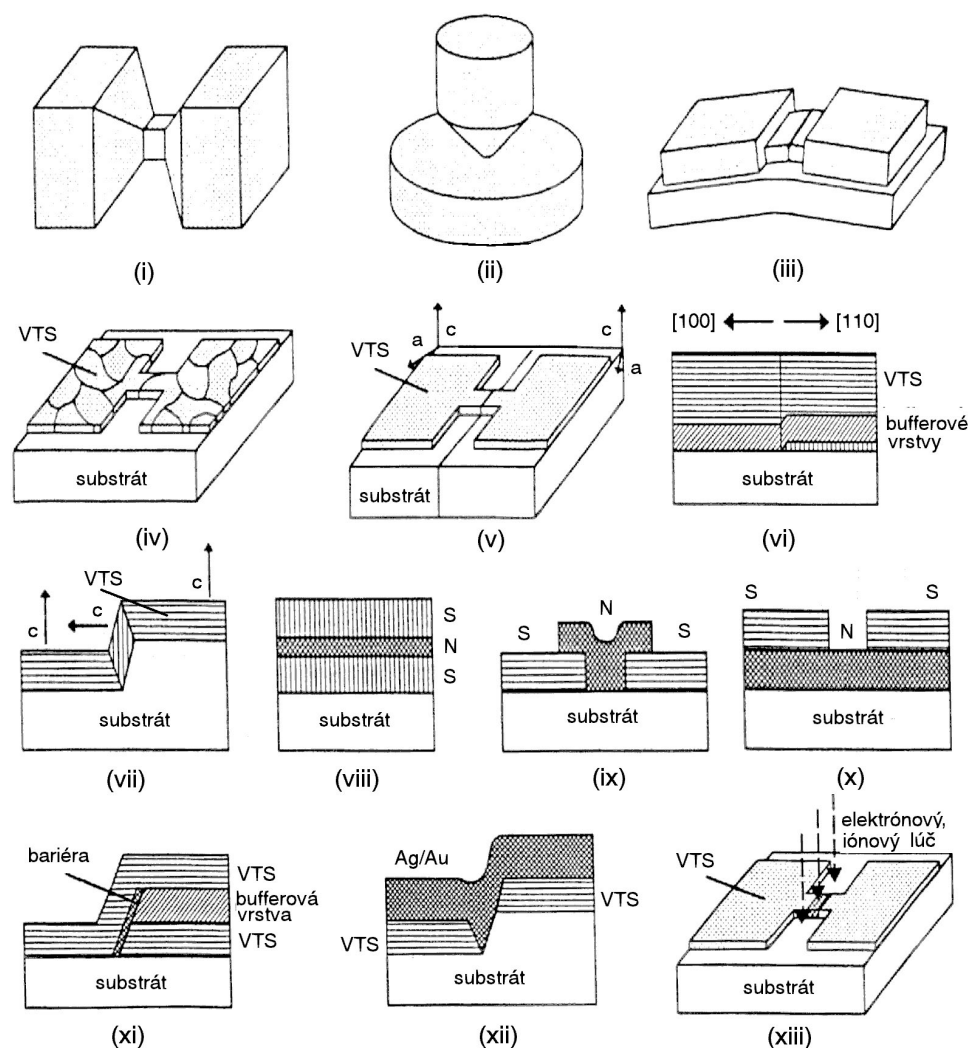 (i)
(ii)
(iii)
VTS
substrát
(iv)
VTS
a
c
c
a
substrát
(v)
[100]
[110]
VTS
bufferové
vrstvy
substrát
(vi)
c
VTS
c
c
substrát
(vii)
S
N
S
substrát
(viii)
S
N
S
substrát
(ix)
S
S
N
substrát
(x)
bariéra
VTS
bufferová
vrstva
VTS
substrát
(xi)
Ag/Au
VTS
VTS
substrát
(xii)
elektrónový,
iónový lúč
VTS
substrát
(xiii)